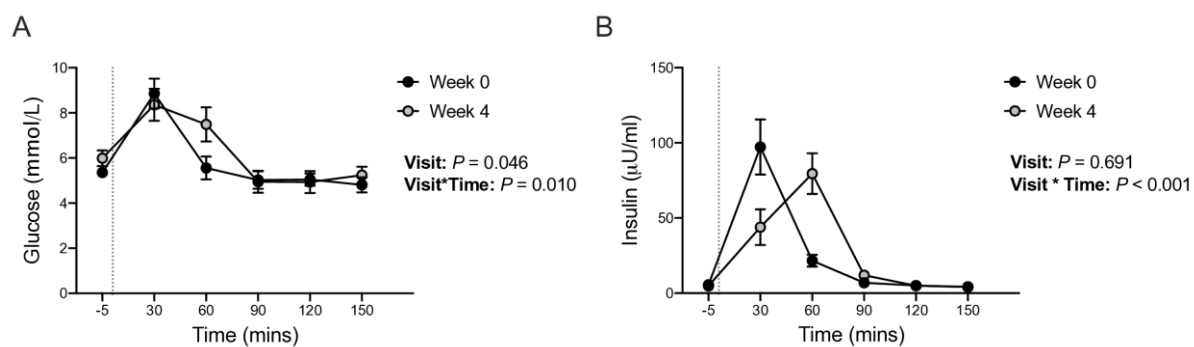 A
Glucose (mmol/L)
10
8
6
4
2
0
-5
30
60
90
120
150
Time (mins)
Week 0
Week 4
Visit: P = 0.046
Visit*Time: P = 0.010
B
Insulin (μU/ml)
150
100
50
0
-5
30
60
90
120
150
Time (mins)
Week 0
Week 4
Visit: P = 0.691
Visit * Time: P < 0.001